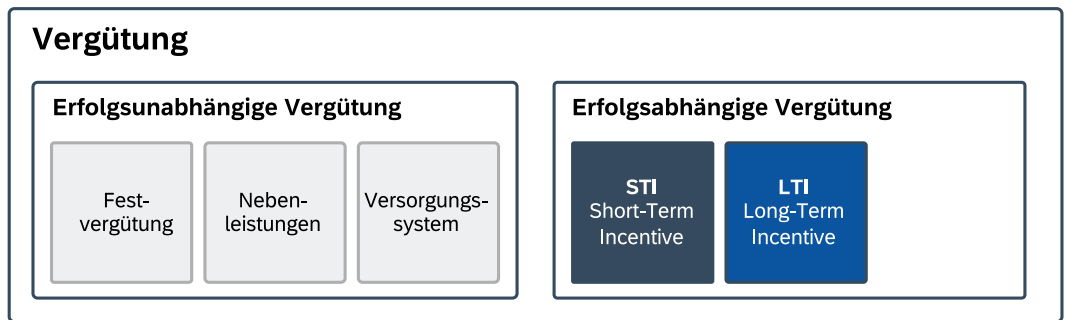 Vergütung
Erfolgsunabhängige Vergütung
Fest-
vergütung
Neben-
leistungen
Versorgungs-
system
Erfolgsabhängige Vergütung
STI
Short-Term
Incentive
LTI
Long-Term
Incentive